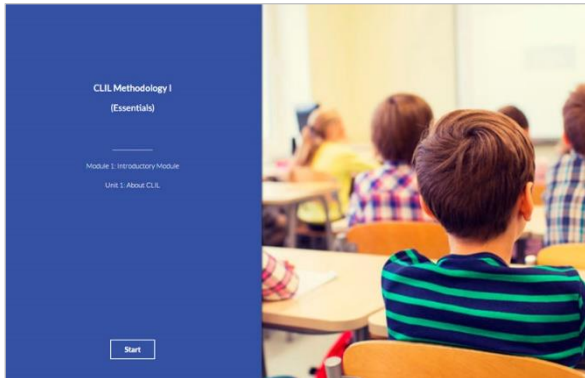 CLIL Methodology I
(Essentials)
Module 1: Introductory Module
Unit 1: About CLIL
Start